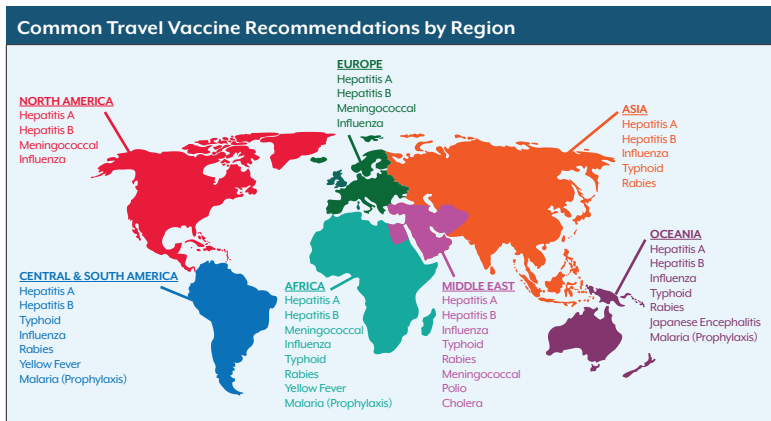 Common Travel Vaccine Recommendations by Region
NORTH AMERICA
Hepatitis A
Hepatitis B
Meningococcal
Influenza
EUROPE
Hepatitis A
Hepatitis B
Meningococcal
Influenza
ASIA
Hepatitis A
Hepatitis B
Influenza
Typhoid
Rabies
CENTRAL & SOUTH AMERICA
Hepatitis A
Hepatitis B
Typhoid
Influenza
Rabies
Yellow Fever
Malaria (Prophylaxis)
AFRICA
Hepatitis A
Hepatitis B
Meningococcal
Influenza
Typhoid
Rabies
Yellow Fever
Malaria (Prophylaxis)
MIDDLE EAST
Hepatitis A
Hepatitis B
Influenza
Typhoid
Rabies
Meningococcal
Polio
Cholera
OCEANIA
Hepatitis A
Hepatitis B
Influenza
Typhoid
Rabies
Japanese Encephalitis
Malaria (Prophylaxis)